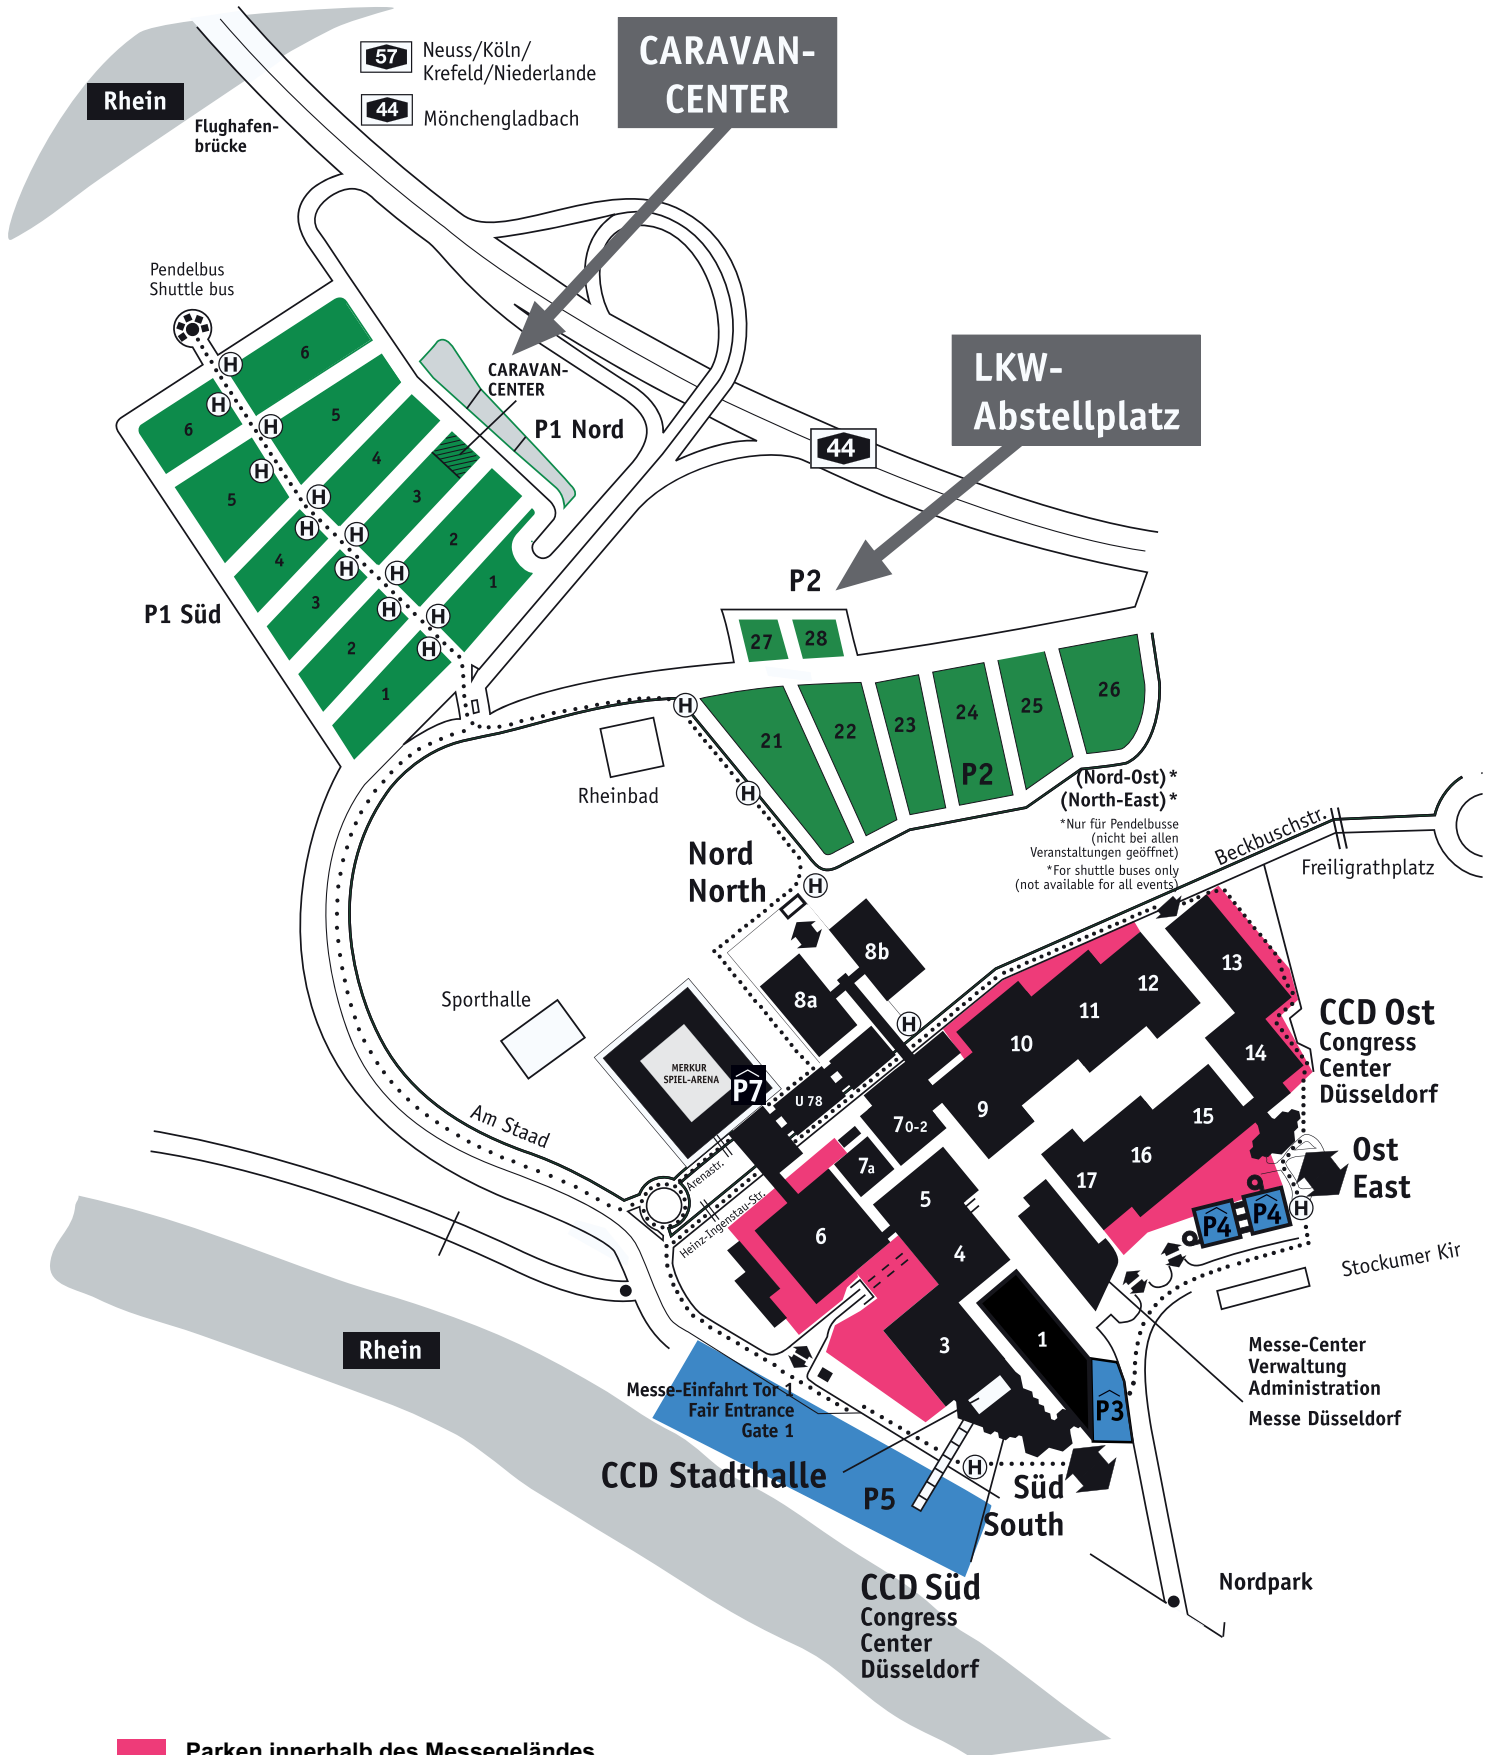 57
Neuss/Köln/
Krefeld/Niederlande
44
Mönchengladbach
CARAVAN-
CENTER
Rhein
Flughafen-
brücke
Pendelbus
Shuttle bus
H
H
H
H
H
H
H
H
H
H
H
H
6
6
5
5
4
4
3
3
2
2
1
1
CARAVAN-
CENTER
P1 Nord
P1 Süd
44
LKW-
Abstellplatz
P2
27
28
21
22
23
24
25
26
P2
(Nord-Ost)*
(North-East)*
*Nur für Pendelbusse
(nicht bei allen
Veranstaltungen geöffnet)
*For shuttle buses only
(not available for all events)
H
H
H
H
Rheinbad
Nord
North
Beckbuschstr.
Freiligrathplatz
Sporthalle
MERKUR
SPIEL-ARENA
P7
U 78
Am Staad
Arenastr.
Heinz-Ingenstau-Str.
8b
8a
13
12
11
10
14
9
70-2
7a
15
16
17
5
6
4
3
1
CCD Ost
Congress
Center
Düsseldorf
Ost
East
H
P4
P4
Stockumer Kir
Messe-Center
Verwaltung
Administration
Messe Düsseldorf
P3
Rhein
Messe-Einfahrt Tor 1
Fair Entrance
Gate 1
CCD Stadthalle
P5
H
Süd
South
CCD Süd
Congress
Center
Düsseldorf
Nordpark
Parken innerhalb des Messegeländes